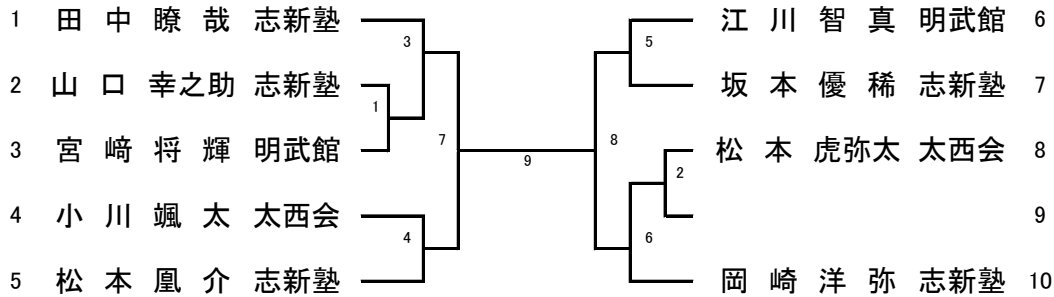 1 田中瞭哉 志新塾
2 山口幸之助 志新塾
3 宮﨑将輝 明武館
4 小川颯太 太西会
5 松本凰介 志新塾
3
1
7
4
9
江川智真 明武館 6
坂本優稀 志新塾 7
松本虎弥太 太西会 8
9
岡崎洋弥 志新塾 10
5
8
2
6